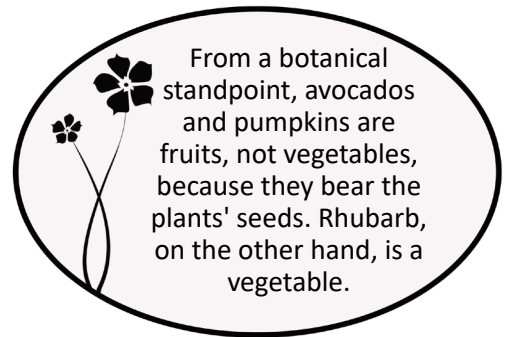 From a botanical
standpoint, avocados
and pumpkins are
fruits, not vegetables,
because they bear the
plants' seeds. Rhubarb,
on the other hand, is a
vegetable.